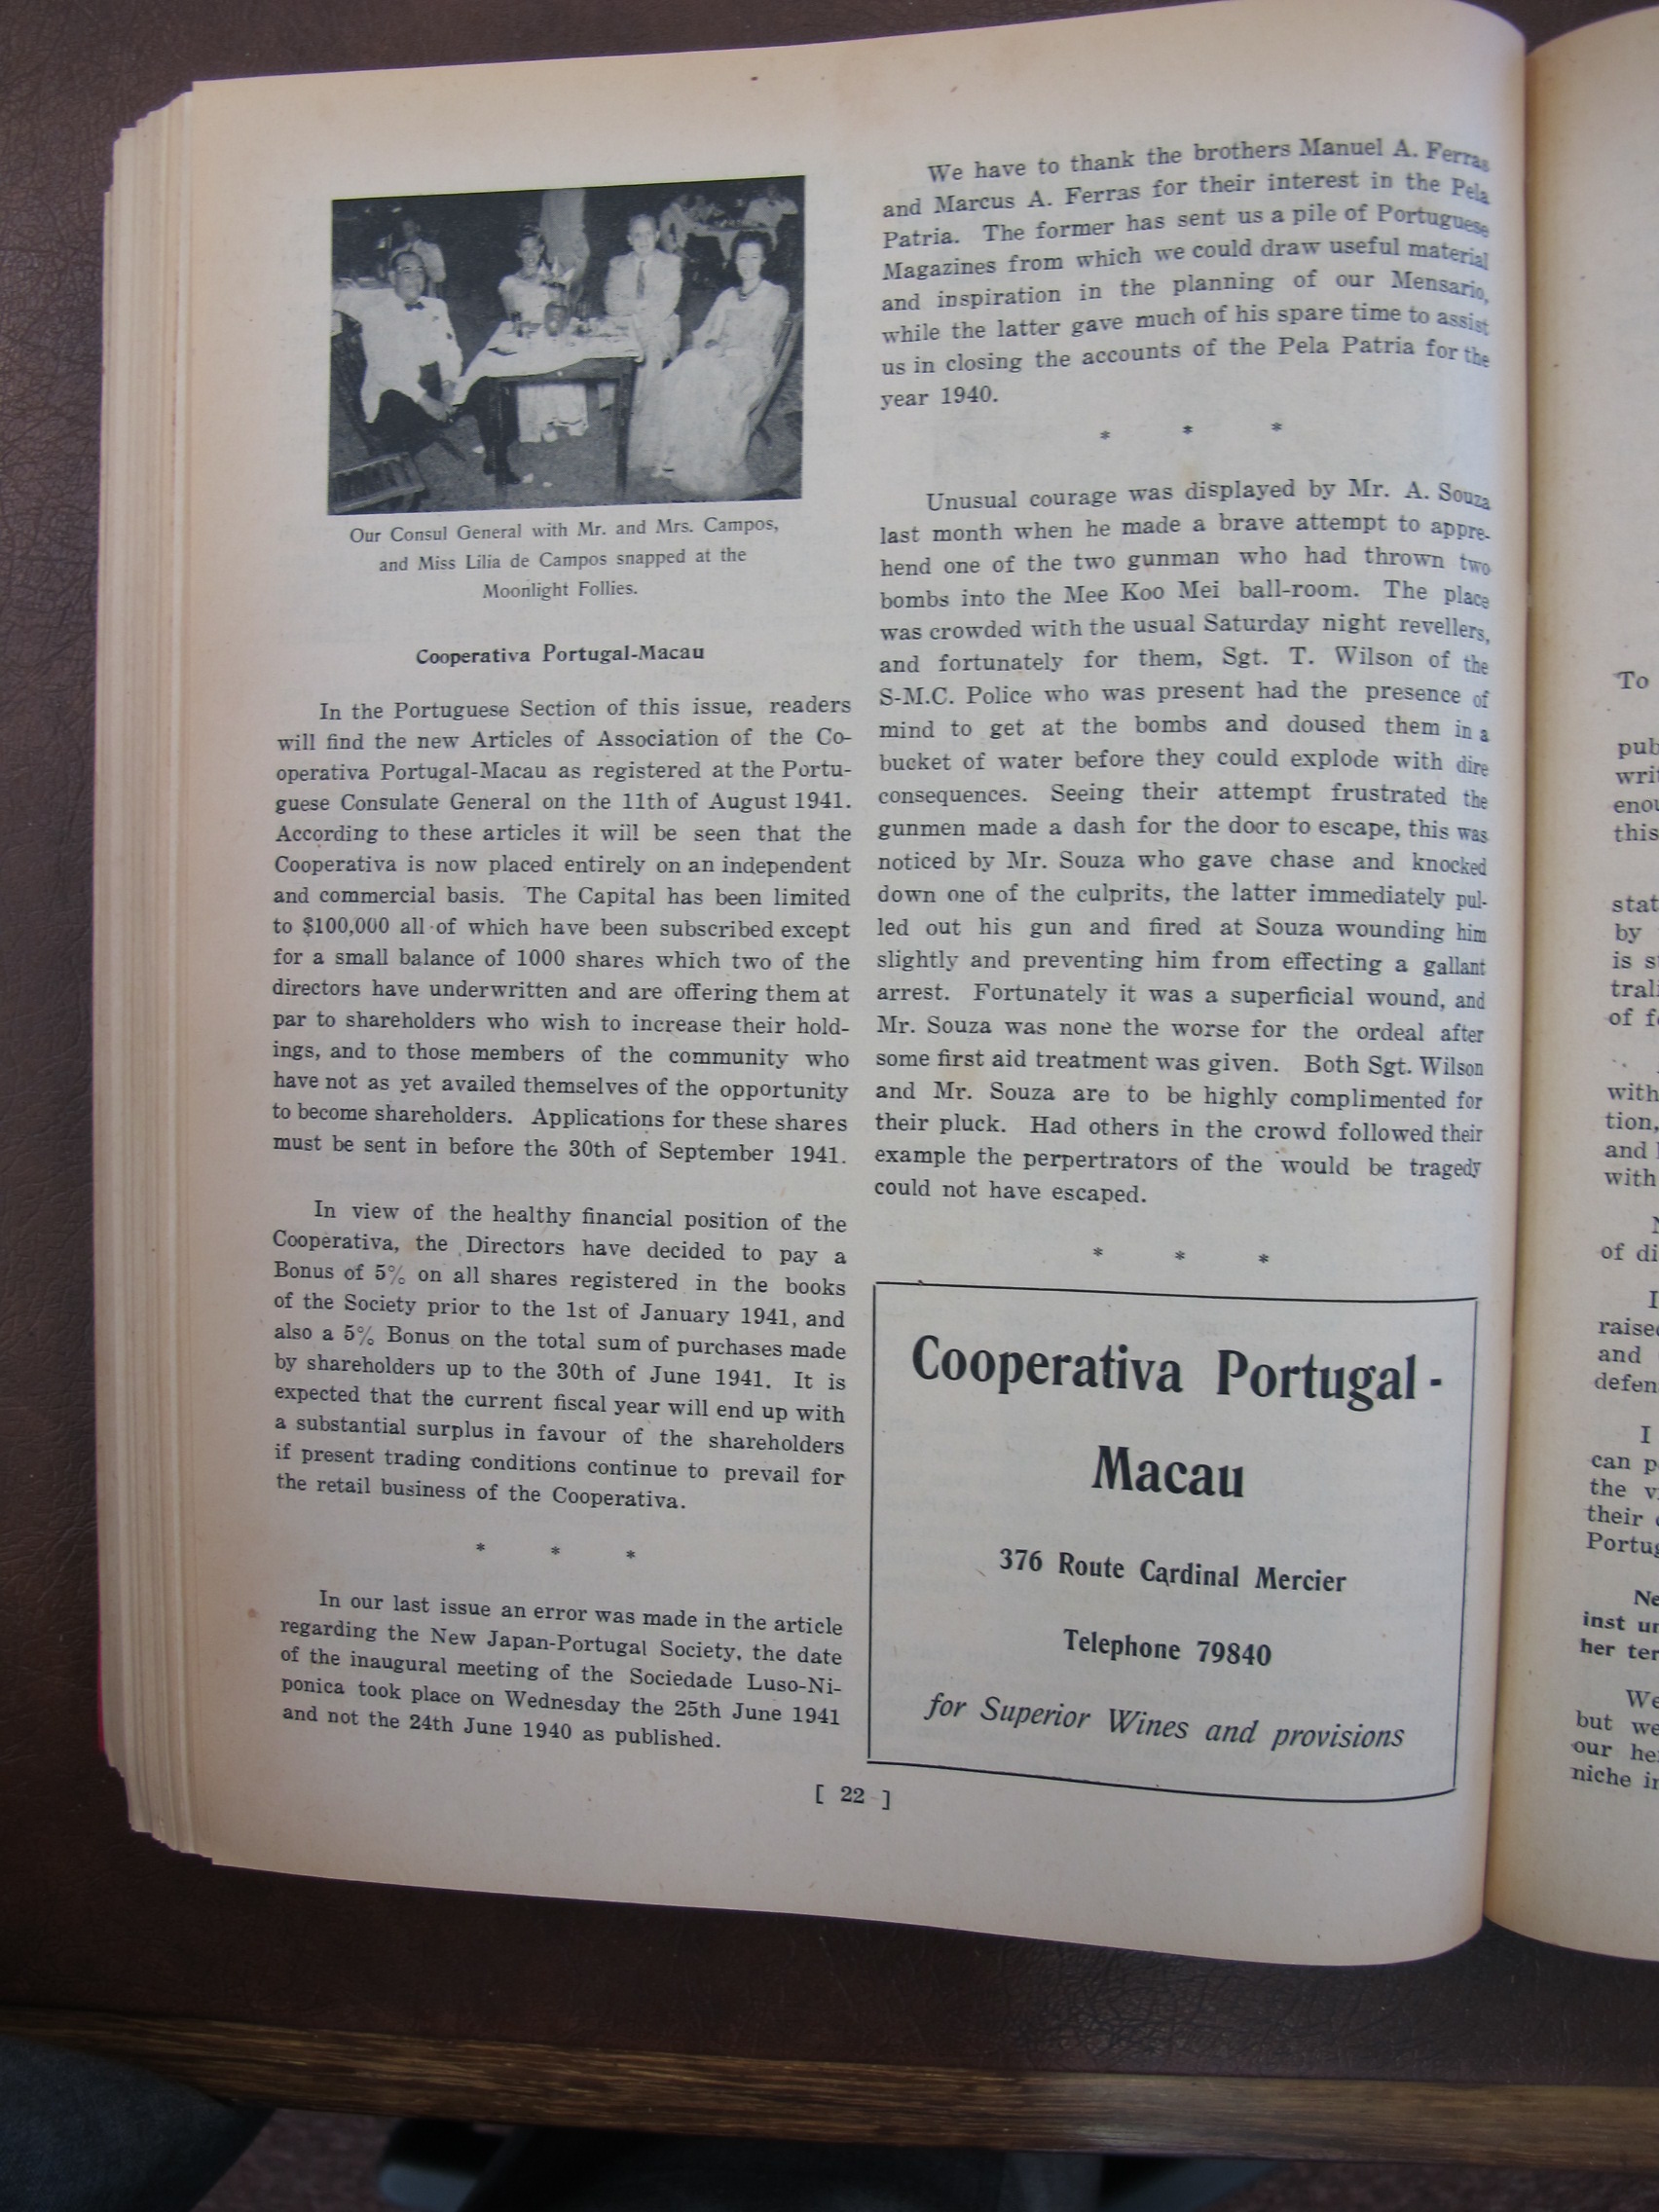 Our Consul General with Mr. and Mrs. Campos,
and Miss Lilia de Campos snapped at the
Moonlight Follies.
Cooperativa Portugal-Macau
In the Portuguese Section of this issue, readers
will find the new Articles of Association of the Co-
operativa Portugal-Macau as registered at the Portu-
guese Consulate General on the 11th of August 1941.
According to these articles it will be seen that the
Cooperativa is now placed entirely on an independent
and commercial basis. The Capital has been limited
to $100,000 all of which have been subscribed except
for a small balance of 1000 shares which two of the
directors have underwritten and are offering them at
par to shareholders who wish to increase their hold-
ings, and to those members of the community who
have not as yet availed themselves of the opportunity
to become shareholders. Applications for these shares
must be sent in before the 30th of September 1941.
In view of the healthy financial position of the
Cooperativa, the Directors have decided to pay a
Bonus of 5% on all shares registered in the books
of the Society prior to the 1st of January 1941, and
also a 5% Bonus on the total sum of purchases made
by shareholders up to the 30th of June 1941. It is
expected that the current fiscal year will end up with
a substantial surplus in favour of the shareholders
if present trading conditions continue to prevail for
the retail business of the Cooperativa.
* * *
In our last issue an error was made in the article
regarding the New Japan-Portugal Society, the date
of the inaugural meeting of the Sociedade Luso-Ni-
ponica took place on Wednesday the 25th June 1941
and not the 24th June 1940 as published.
We have to thank the brothers Manuel A. Ferras
and Marcus A. Ferras for their interest in the Pela
Patria. The former has sent us a pile of Portuguese
Magazines from which we could draw useful material
and inspiration in the planning of our Mensario,
while the latter gave much of his spare time to assist
us in closing the accounts of the Pela Patria for the
year 1940.
* * *
Unusual courage was displayed by Mr. A. Souza
last month when he made a brave attempt to appre-
hend one of the two gunman who had thrown two
bombs into the Mee Koo Mei ball-room. The place
was crowded with the usual Saturday night revellers,
and fortunately for them, Sgt. T. Wilson of the
S-M.C. Police who was present had the presence of
mind to get at the bombs and doused them in a
bucket of water before they could explode with dire
consequences. Seeing their attempt frustrated the
gunmen made a dash for the door to escape, this was
noticed by Mr. Souza who gave chase and knocked
down one of the culprits, the latter immediately pul-
led out his gun and fired at Souza wounding him
slightly and preventing him from effecting a gallant
arrest. Fortunately it was a superficial wound, and
Mr. Souza was none the worse for the ordeal after
some first aid treatment was given. Both Sgt. Wilson
and Mr. Souza are to be highly complimented for
their pluck. Had others in the crowd followed their
example the perpertrators of the would be tragedy
could not have escaped.
* * *
Cooperativa Portugal-
Macau
376 Route Cardinal Mercier
Telephone 79840
for Superior Wines and provisions
[ 22 ]
To
this
by
of
with
tion,
and
with
of di
I
and
I
can p
the
their
We
but we
our
niche